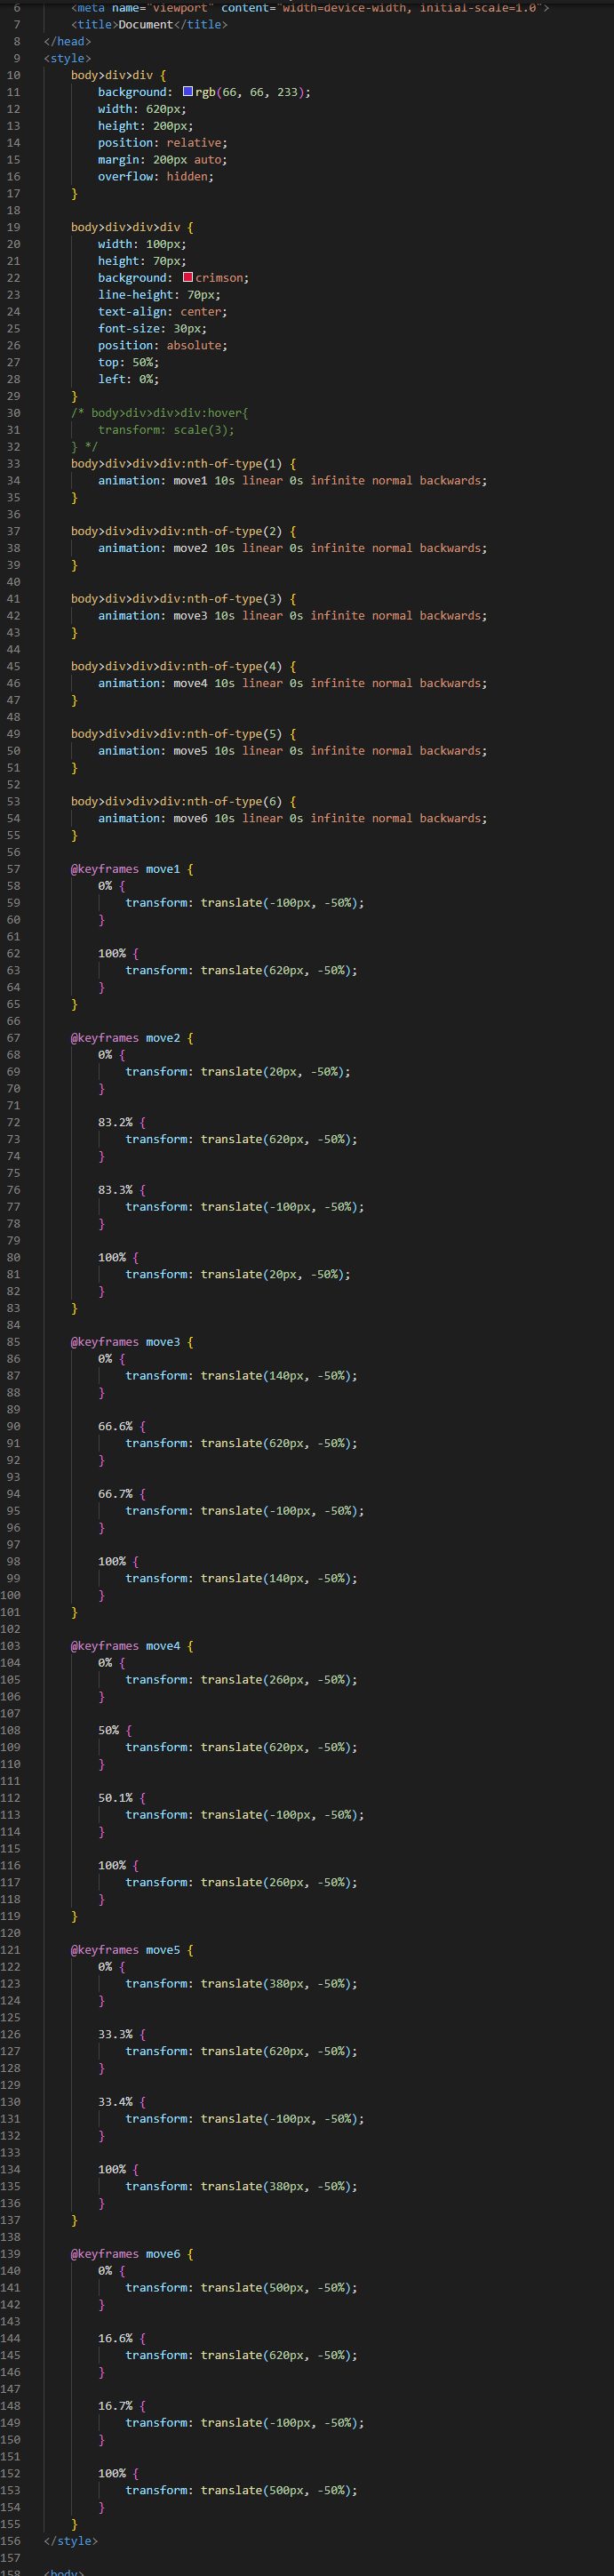 6 <meta name="viewport" content="width=device-width, initial-scale=1.0">
7 <title>Document</title>
8 </head>
9 <style>
10 body>div>div {
11 background: rgb(66, 66, 233);
12 width: 620px;
13 height: 200px;
14 position: relative;
15 margin: 200px auto;
16 overflow: hidden;
17 }
18
19 body>div>div>div {
20 width: 100px;
21 height: 70px;
22 background: crimson;
23 line-height: 70px;
24 text-align: center;
25 font-size: 30px;
26 position: absolute;
27 top: 50%;
28 left: 0%;
29 }
30 /* body>div>div>div:hover{
31 transform: scale(3);
32 } */
33 body>div>div>div:nth-of-type(1) {
34 animation: move1 10s linear 0s infinite normal backwards;
35 }
36
37 body>div>div>div:nth-of-type(2) {
38 animation: move2 10s linear 0s infinite normal backwards;
39 }
40
41 body>div>div>div:nth-of-type(3) {
42 animation: move3 10s linear 0s infinite normal backwards;
43 }
44
45 body>div>div>div:nth-of-type(4) {
46 animation: move4 10s linear 0s infinite normal backwards;
47 }
48
49 body>div>div>div:nth-of-type(5) {
50 animation: move5 10s linear 0s infinite normal backwards;
51 }
52
53 body>div>div>div:nth-of-type(6) {
54 animation: move6 10s linear 0s infinite normal backwards;
55 }
56
57 @keyframes move1 {
58 0% {
59 transform: translate(-100px, -50%);
60 }
61
62 100% {
63 transform: translate(620px, -50%);
64 }
65 }
66
67 @keyframes move2 {
68 0% {
69 transform: translate(20px, -50%);
70 }
71
72 83.2% {
73 transform: translate(620px, -50%);
74 }
75
76 83.3% {
77 transform: translate(-100px, -50%);
78 }
79
80 100% {
81 transform: translate(20px, -50%);
82 }
83 }
84
85 @keyframes move3 {
86 0% {
87 transform: translate(140px, -50%);
88 }
89
90 66.6% {
91 transform: translate(620px, -50%);
92 }
93
94 66.7% {
95 transform: translate(-100px, -50%);
96 }
97
98 100% {
99 transform: translate(140px, -50%);
100 }
101 }
102
103 @keyframes move4 {
104 0% {
105 transform: translate(260px, -50%);
106 }
107
108 50% {
109 transform: translate(620px, -50%);
110 }
111
112 50.1% {
113 transform: translate(-100px, -50%);
114 }
115
116 100% {
117 transform: translate(260px, -50%);
118 }
119 }
120
121 @keyframes move5 {
122 0% {
123 transform: translate(380px, -50%);
124 }
125
126 33.3% {
127 transform: translate(620px, -50%);
128 }
129
130 33.4% {
131 transform: translate(-100px, -50%);
132 }
133
134 100% {
135 transform: translate(380px, -50%);
136 }
137 }
138
139 @keyframes move6 {
140 0% {
141 transform: translate(500px, -50%);
142 }
143
144 16.6% {
145 transform: translate(620px, -50%);
146 }
147
148 16.7% {
149 transform: translate(-100px, -50%);
150 }
151
152 100% {
153 transform: translate(500px, -50%);
154 }
155 }
156 </style>
157
158 <body>